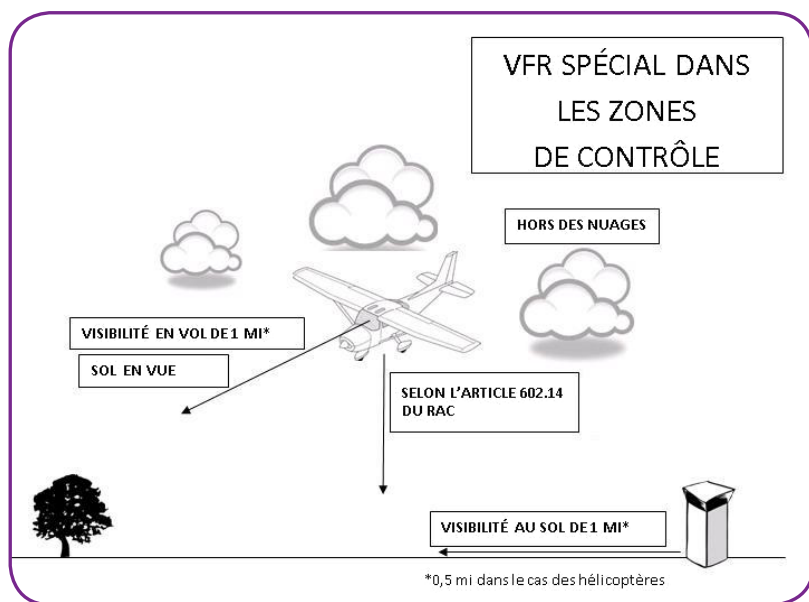 VFR SPÉCIAL DANS
LES ZONES
DE CONTRÔLE
HORS DES NUAGES
VISIBILITÉ EN VOL DE 1 MI*
SOL EN VUE
SELON L'ARTICLE 602.14
DU RAC
VISIBILITÉ AU SOL DE 1 MI*
*0,5 mi dans le cas des hélicoptères